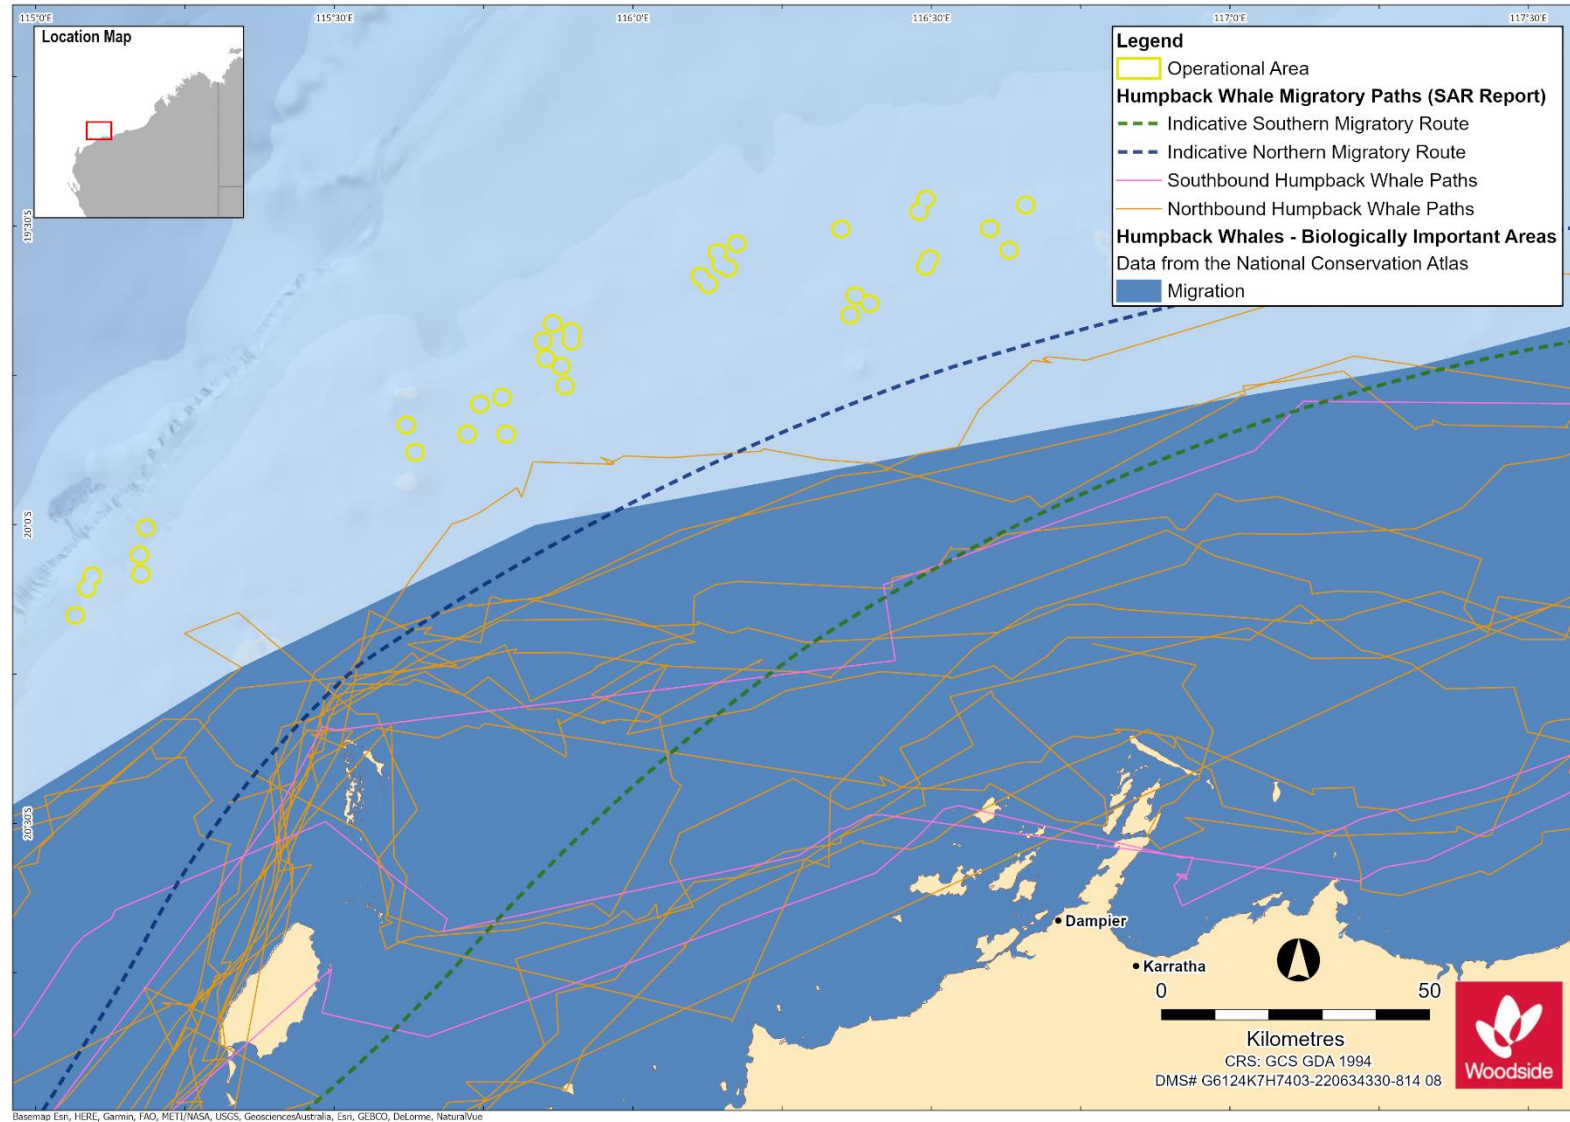 115°0'E
115°30'E
116°0'E
116°30'E
117°0'E
117°30'E
Location Map
Legend
Operational Area
Humpback Whale Migratory Paths (SAR Report)
Indicative Southern Migratory Route
Indicative Northern Migratory Route
Southbound Humpback Whale Paths
Northbound Humpback Whale Paths
Humpback Whales - Biologically Important Areas
Data from the National Conservation Atlas
Migration
19°30'S
20°0'S
20°30'S
Dampier
Karratha
0 50
Kilometres
CRS: GCS GDA 1994
DMS# G6124K7H7403-220634330-814 08
Woodside
Basemap Esri, HERE, Garmin, FAO, METI/NASA, USGS, GeosciencesAustralia, Esri, GEBCO, DeLorme, NaturalVue